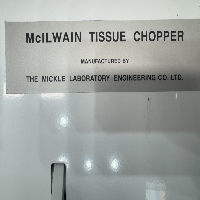 McILWAIN TISSUE CHOPPER
MANUFACTURED BY
THE MICKLE LABORATORY ENGINEERING CO. LTD.